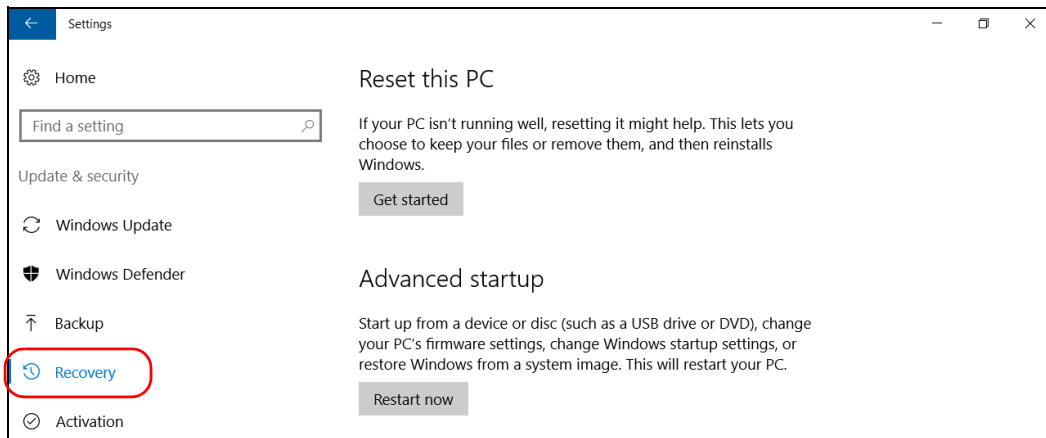 Settings
Home
Find a setting
Update & security
Windows Update
Windows Defender
Backup
Recovery
Activation
Reset this PC
If your PC isn't running well, resetting it might help. This lets you
choose to keep your files or remove them, and then reinstalls
Windows.
Get started
Advanced startup
Start up from a device or disc (such as a USB drive or DVD), change
your PC's firmware settings, change Windows startup settings, or
restore Windows from a system image. This will restart your PC.
Restart now